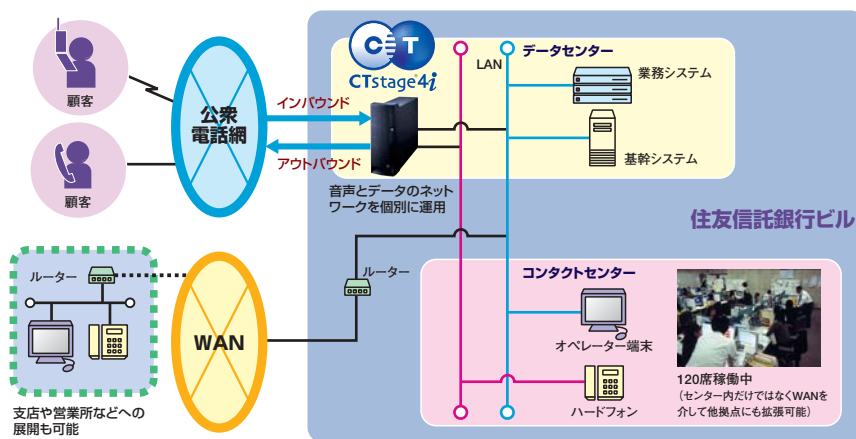 顧客
顧客
公衆
電話網
インバウンド
アウトバウンド
CT
CTstage®4i
LAN
データセンター
業務システム
基幹システム
音声とデータのネット
ワークを個別に運用
住友信託銀行ビル
ルーター
WAN
ルーター
支店や営業所などへの
展開も可能
コンタクトセンター
オペレーター端末
ハードフォン
120席稼働中
（センター内だけではなくWANを
介して他拠点にも拡張可能）